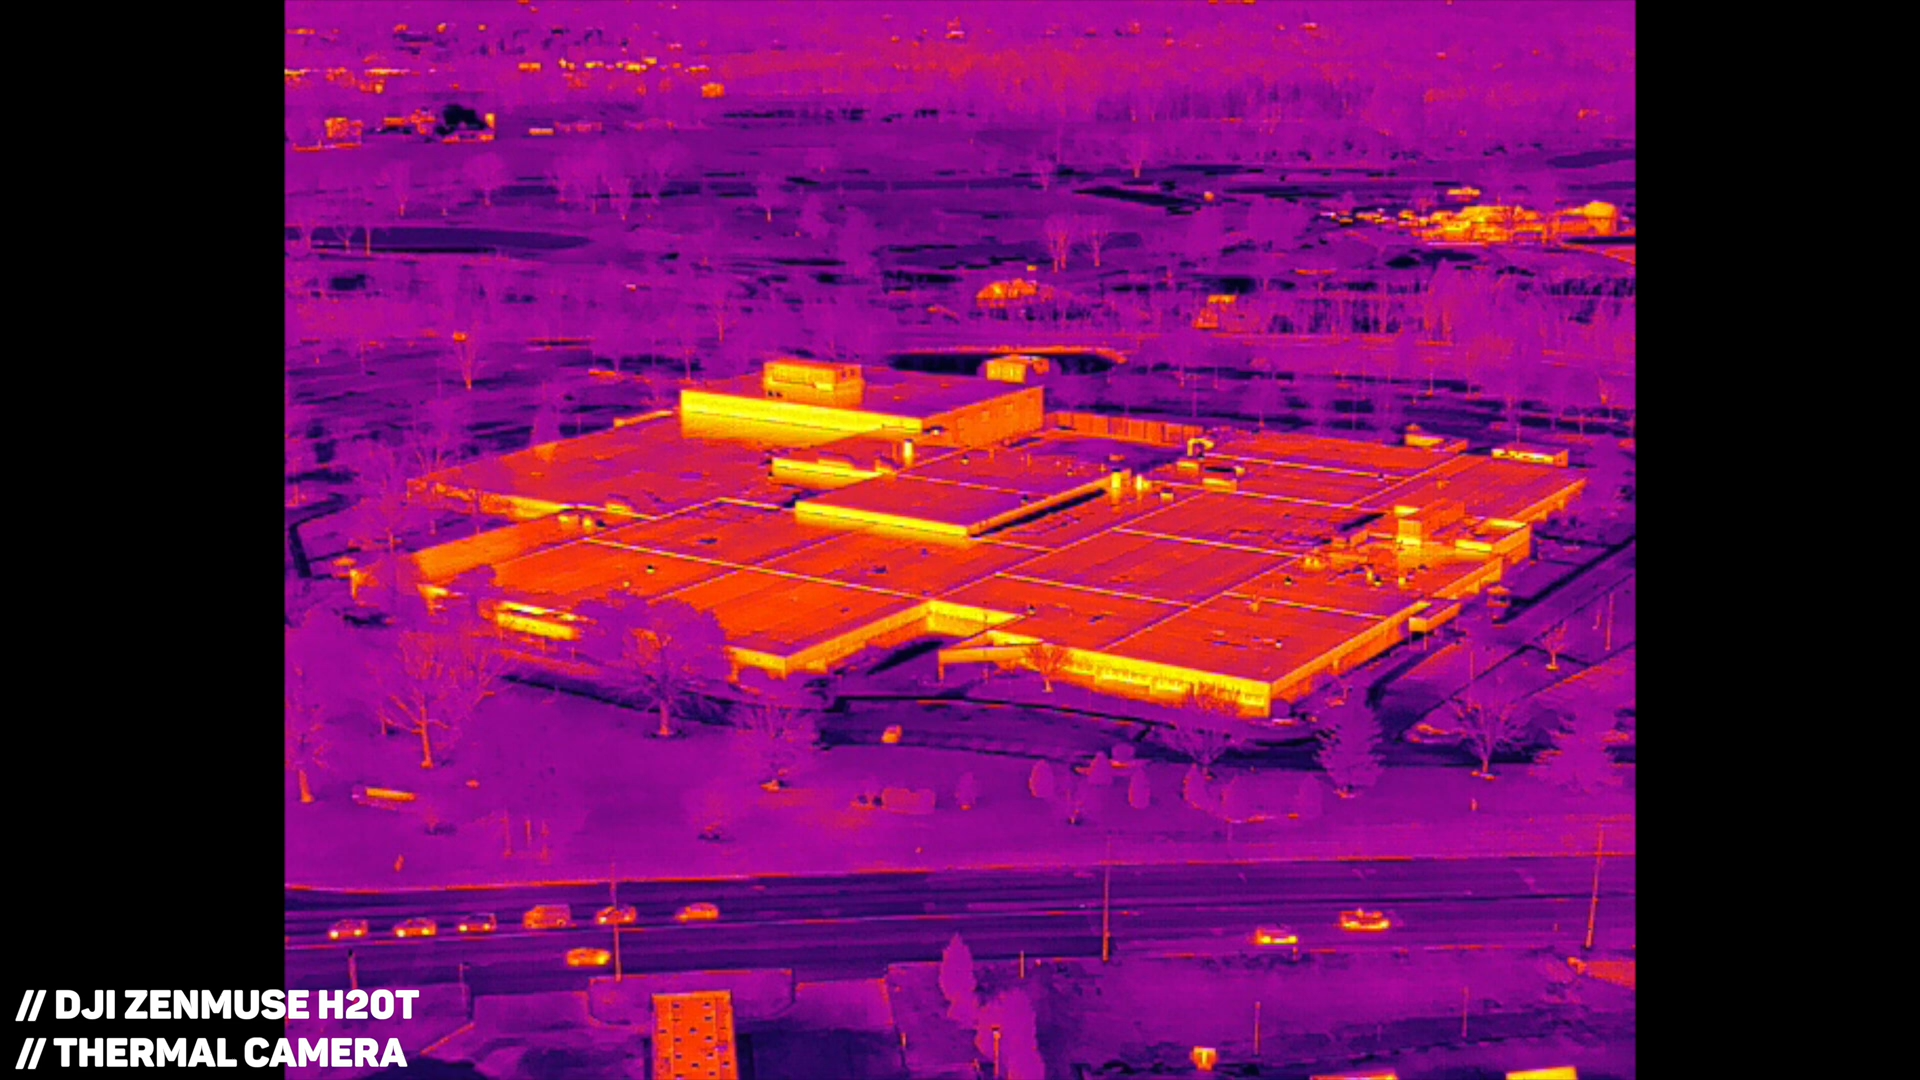 // DJI ZENMUSE H20T
// THERMAL CAMERA